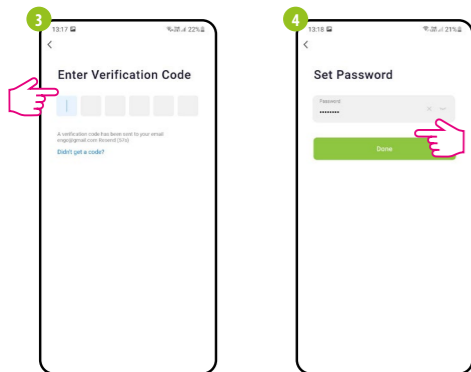 3
13:17
22%
Enter Verification Code
A verification code has been sent to your email
Resend
Didn't get a code?
4
13:18
21%
Set Password
Password
••••••••
Done